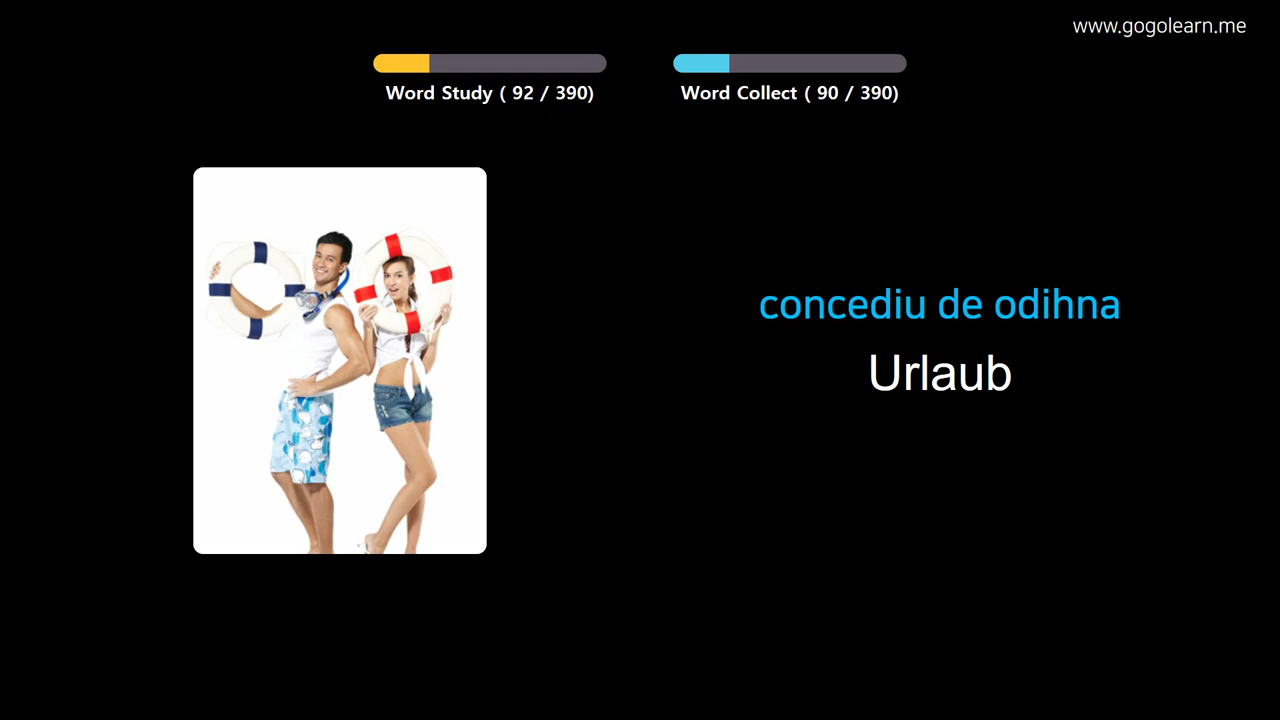 www.gogolearn.me
Word Study ( 92 / 390)
Word Collect ( 90 / 390)
concediu de odihna
Urlaub